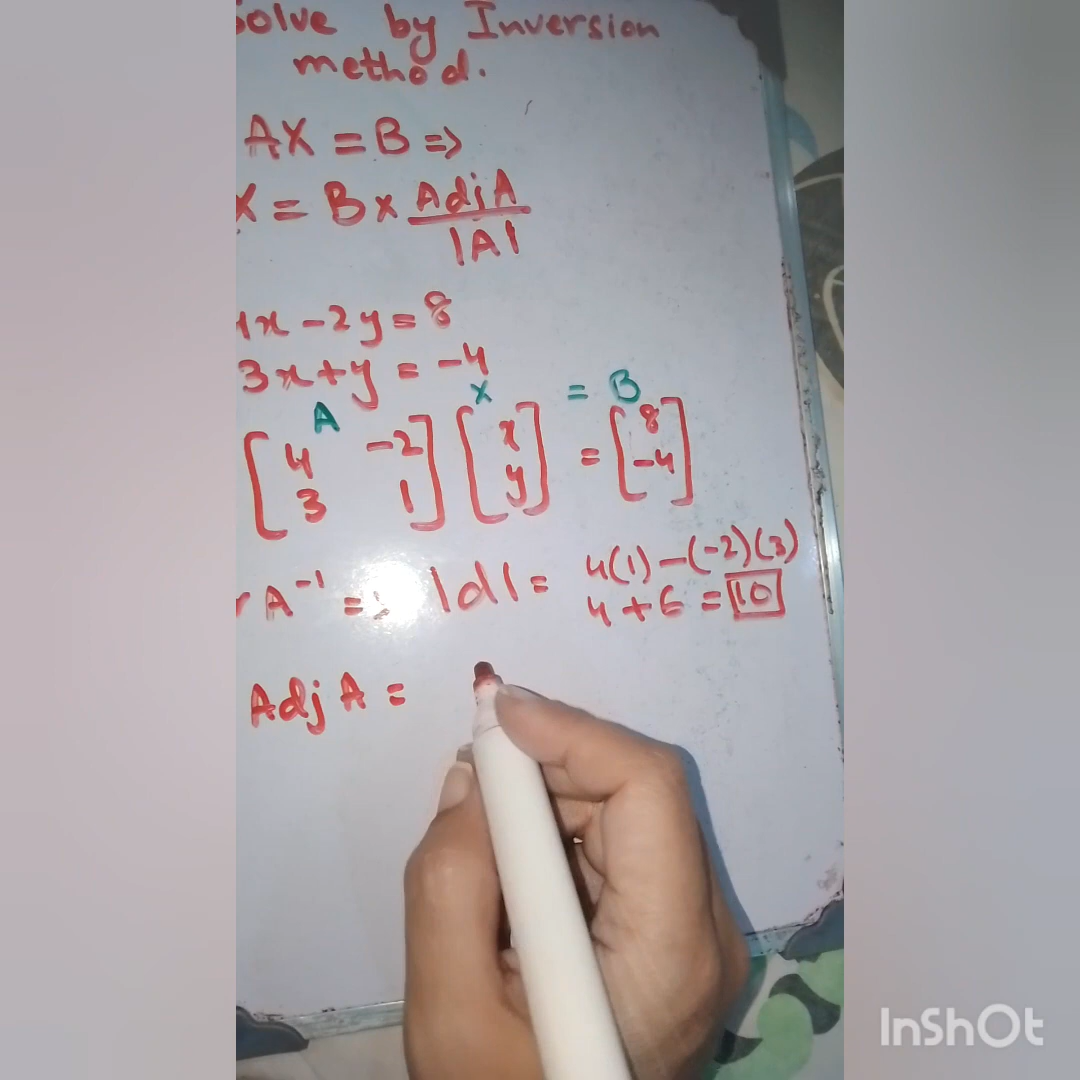 Solve by Inversion
method.
AX = B =>
X = B x AdjA
|A|
4x - 2y = 8
3x + y = -4
A X = B
[4 -2] [x] = [8]
[3 1] [y] [-4]
A⁻¹ => |d| = 4(1) - (-2)(3)
4 + 6 = 10
Adj A =
InShOt